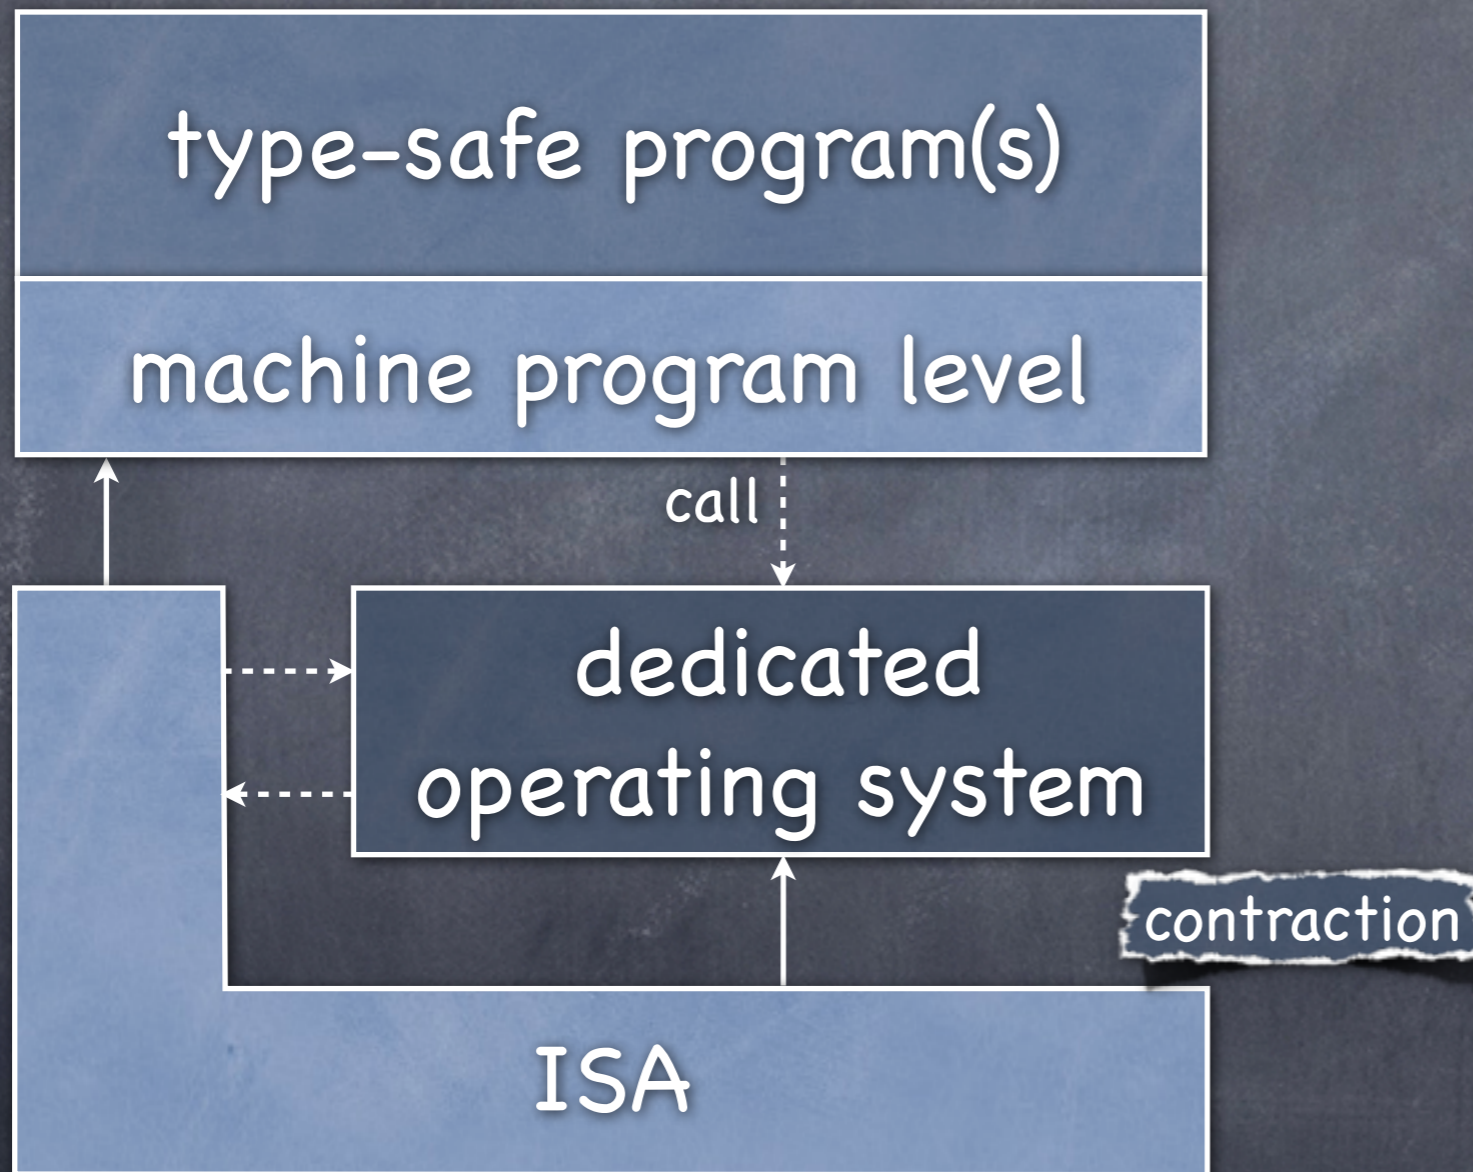 type-safe program(s)
machine program level
call
dedicated
operating system
contraction
ISA